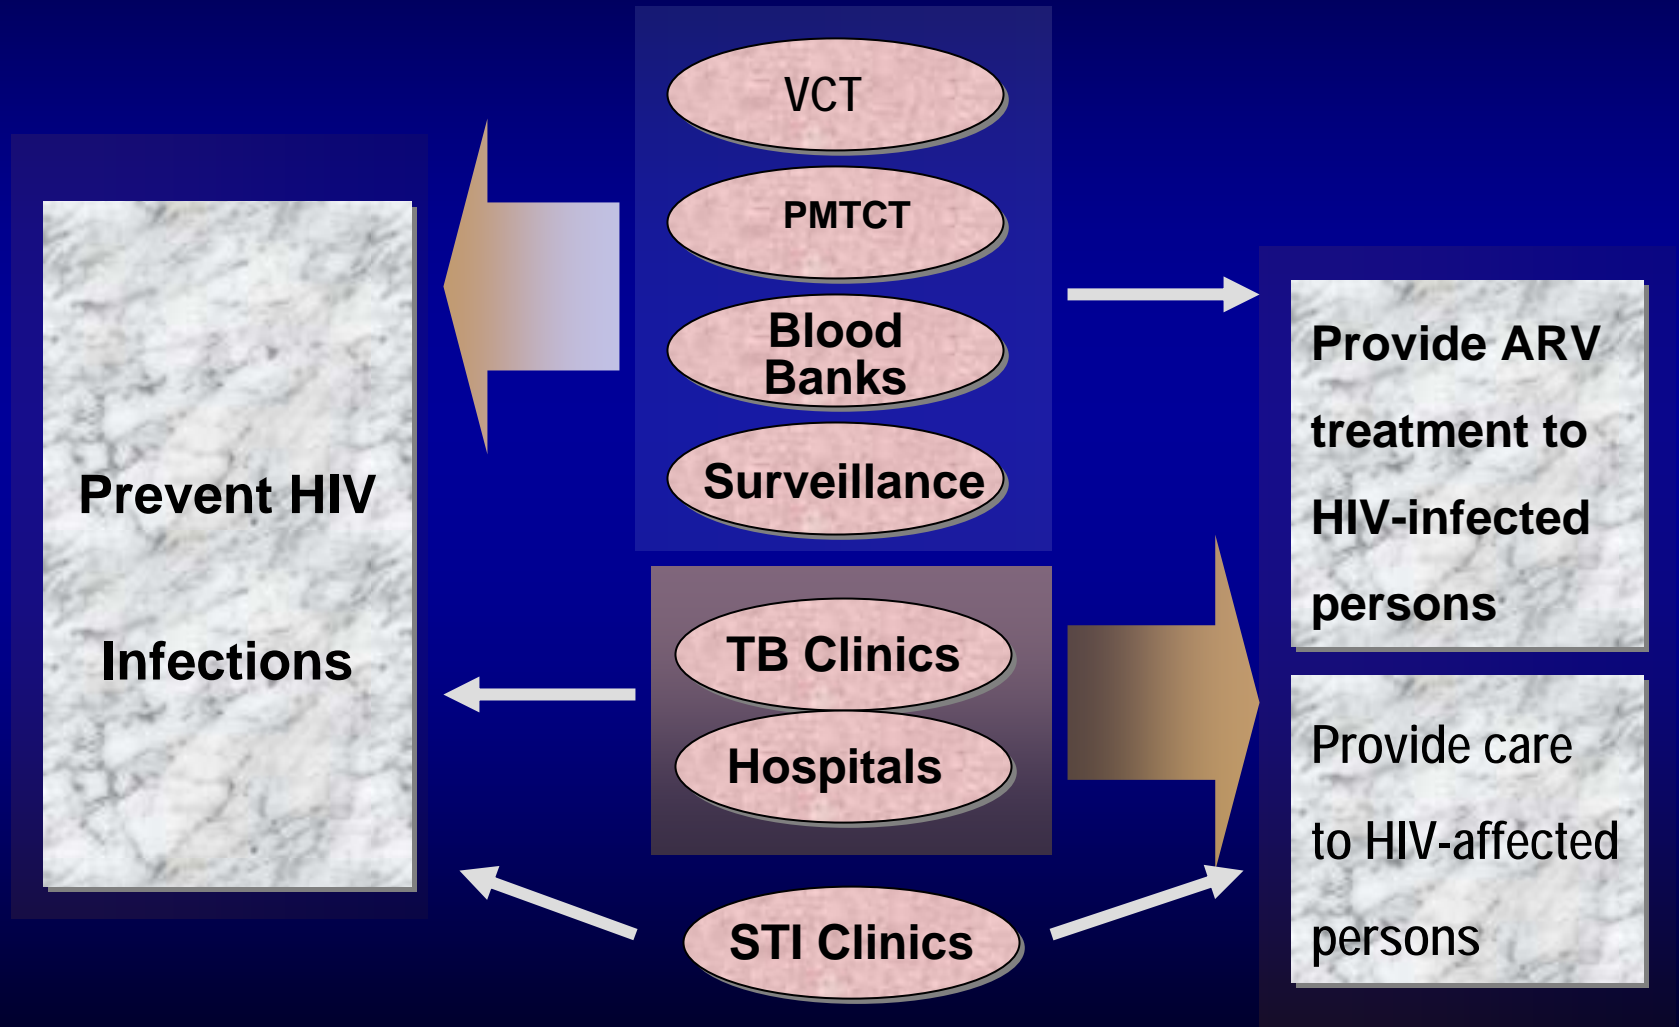 Prevent HIV
Infections
VCT
PMTCT
Blood
Banks
Surveillance
TB Clinics
Hospitals
STI Clinics
Provide ARV
treatment to
HIV-infected
persons
Provide care
to HIV-affected
persons